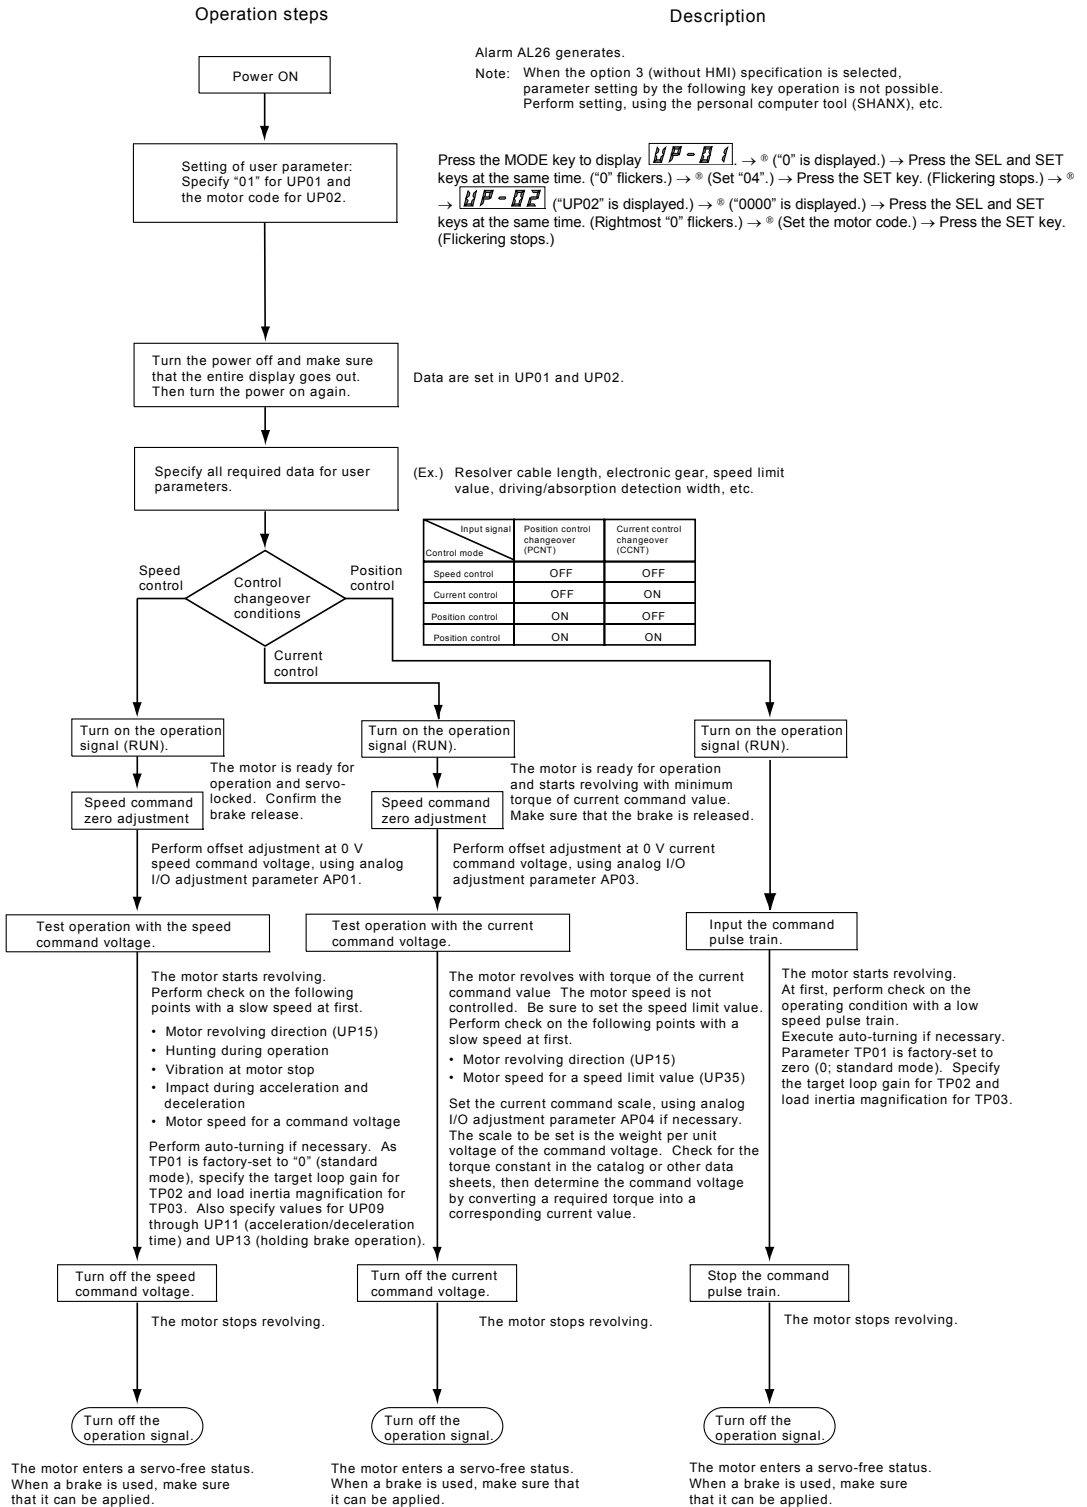 Operation steps
Description
Power ON
Alarm AL26 generates.
Note: When the option 3 (without HMI) specification is selected,
parameter setting by the following key operation is not possible.
Perform setting, using the personal computer tool (SHANX), etc.
Setting of user parameter:
Specify “01” for UP01 and
the motor code for UP02.
Press the MODE key to display UP-01. → ® (“0” is displayed.) → Press the SEL and SET
keys at the same time. (“0” flickers.) → ® (Set “04”.) → Press the SET key. (Flickering stops.) → ®
→ UP-02 (“UP02” is displayed.) → ® (“0000” is displayed.) → Press the SEL and SET
keys at the same time. (Rightmost “0” flickers.) → ® (Set the motor code.) → Press the SET key.
(Flickering stops.)
Turn the power off and make sure
that the entire display goes out.
Then turn the power on again.
Data are set in UP01 and UP02.
Specify all required data for user
parameters.
(Ex.) Resolver cable length, electronic gear, speed limit
value, driving/absorption detection width, etc.
Input signal
Control mode
Position control
changeover
(PCNT)
Current control
changeover
(CCNT)
Speed control OFF OFF
Current control OFF ON
Position control ON OFF
Position control ON ON
Speed
control
Control
changeover
conditions
Position
control
Current
control
Turn on the operation
signal (RUN).
The motor is ready for
operation and servo-
locked. Confirm the
brake release.
Speed command
zero adjustment
Perform offset adjustment at 0 V
speed command voltage, using analog
I/O adjustment parameter AP01.
Test operation with the speed
command voltage.
The motor starts revolving.
Perform check on the following
points with a slow speed at first.
• Motor revolving direction (UP15)
• Hunting during operation
• Vibration at motor stop
• Impact during acceleration and
deceleration
• Motor speed for a command voltage
Perform auto-turning if necessary. As
TP01 is factory-set to “0” (standard
mode), specify the target loop gain for
TP02 and load inertia magnification for
TP03. Also specify values for UP09
through UP11 (acceleration/deceleration
time) and UP13 (holding brake operation).
Turn off the speed
command voltage.
The motor stops revolving.
Turn off the
operation signal.
The motor enters a servo-free status.
When a brake is used, make sure
that it can be applied.
Turn on the operation
signal (RUN).
The motor is ready for operation
and starts revolving with minimum
torque of current command value.
Make sure that the brake is released.
Speed command
zero adjustment
Perform offset adjustment at 0 V current
command voltage, using analog I/O
adjustment parameter AP03.
Test operation with the current
command voltage.
The motor revolves with torque of the current
command value The motor speed is not
controlled. Be sure to set the speed limit value.
Perform check on the following points with a
slow speed at first.
• Motor revolving direction (UP15)
• Motor speed for a speed limit value (UP35)
Set the current command scale, using analog
I/O adjustment parameter AP04 if necessary.
The scale to be set is the weight per unit
voltage of the command voltage. Check for the
torque constant in the catalog or other data
sheets, then determine the command voltage
by converting a required torque into a
corresponding current value.
Turn off the current
command voltage.
The motor stops revolving.
Turn off the
operation signal.
The motor enters a servo-free status.
When a brake is used, make sure that
it can be applied.
Turn on the operation
signal (RUN).
Input the command
pulse train.
The motor starts revolving.
At first, perform check on the
operating condition with a low
speed pulse train.
Execute auto-turning if necessary.
Parameter TP01 is factory-set to
zero (0; standard mode). Specify
the target loop gain for TP02 and
load inertia magnification for TP03.
Stop the command
pulse train.
The motor stops revolving.
Turn off the
operation signal.
The motor enters a servo-free status.
When a brake is used, make sure
that it can be applied.